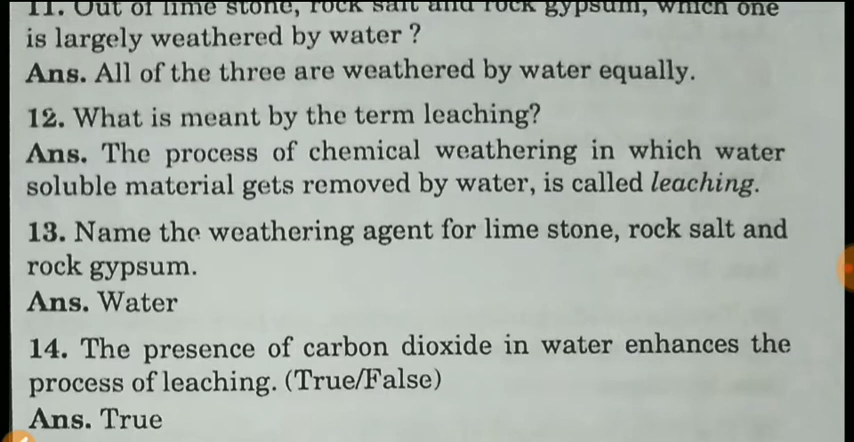 11. Out of lime stone, rock salt and rock gypsum, which one
is largely weathered by water ?
Ans. All of the three are weathered by water equally.
12. What is meant by the term leaching?
Ans. The process of chemical weathering in which water
soluble material gets removed by water, is called leaching.
13. Name the weathering agent for lime stone, rock salt and
rock gypsum.
Ans. Water
14. The presence of carbon dioxide in water enhances the
process of leaching. (True/False)
Ans. True